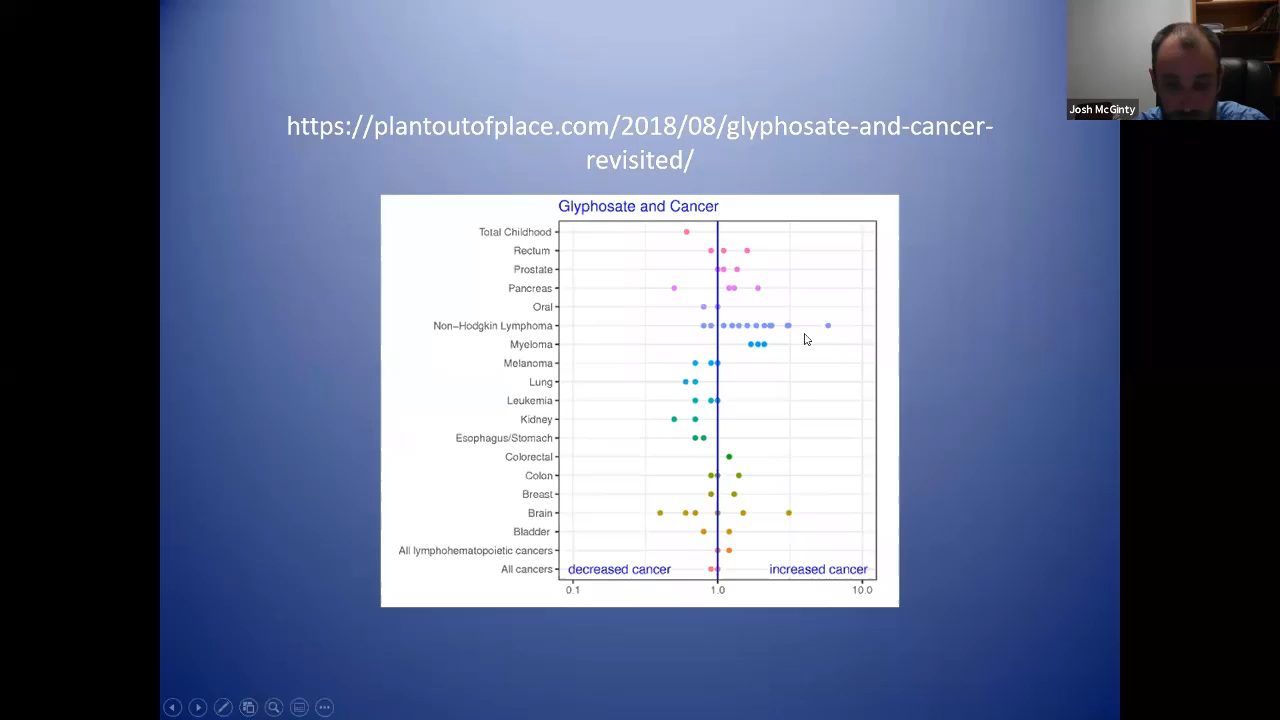 https://plantoutofplace.com/2018/08/glyphosate-and-cancer-
revisited/
Josh McGinty
Glyphosate and Cancer
Total Childhood
Rectum
Prostate
Pancreas
Oral
Non-Hodgkin Lymphoma
Myeloma
Melanoma
Lung
Leukemia
Kidney
Esophagus/Stomach
Colorectal
Colon
Breast
Brain
Bladder
All lymphohematopoietic cancers
All cancers
decreased cancer
increased cancer
0.1
1.0
10.0